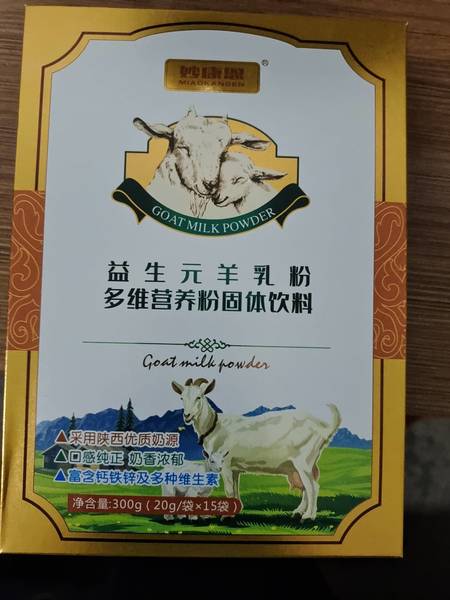 妙康恩
®
MIAOKANGEN
GOAT MILK POWDER
益生元羊乳粉
多维营养粉固体饮料
Goat milk powder
▲采用陕西优质奶源
▲口感纯正 奶香浓郁
▲富含钙铁锌及多种维生素
净含量:300g（20g/袋×15袋）